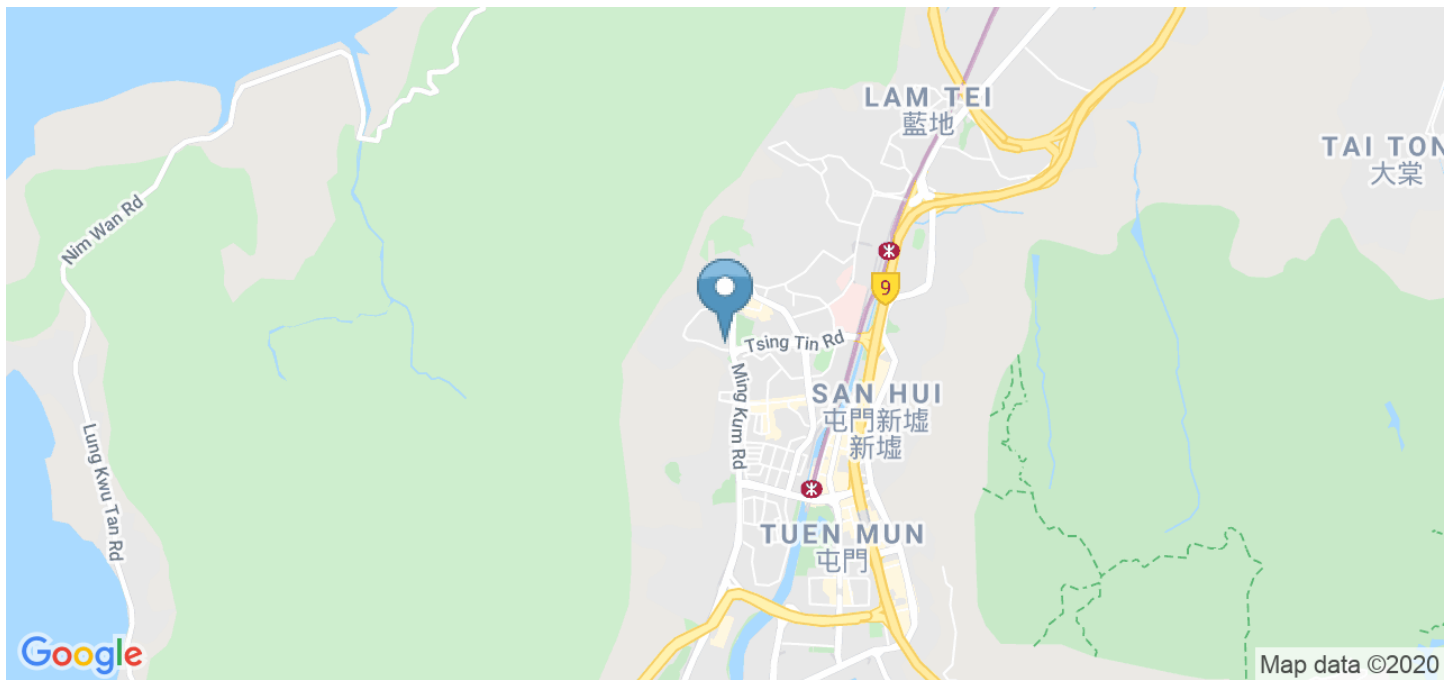 LAM TEI
藍地
TAI TON
大棠
Nim Wan Rd
9
Tsing Tin Rd
Ming Kum Rd
SAN HUI
屯門新墟
新墟
Lung Kwu Tan Rd
TUEN MUN
屯門
Google
Map data ©2020